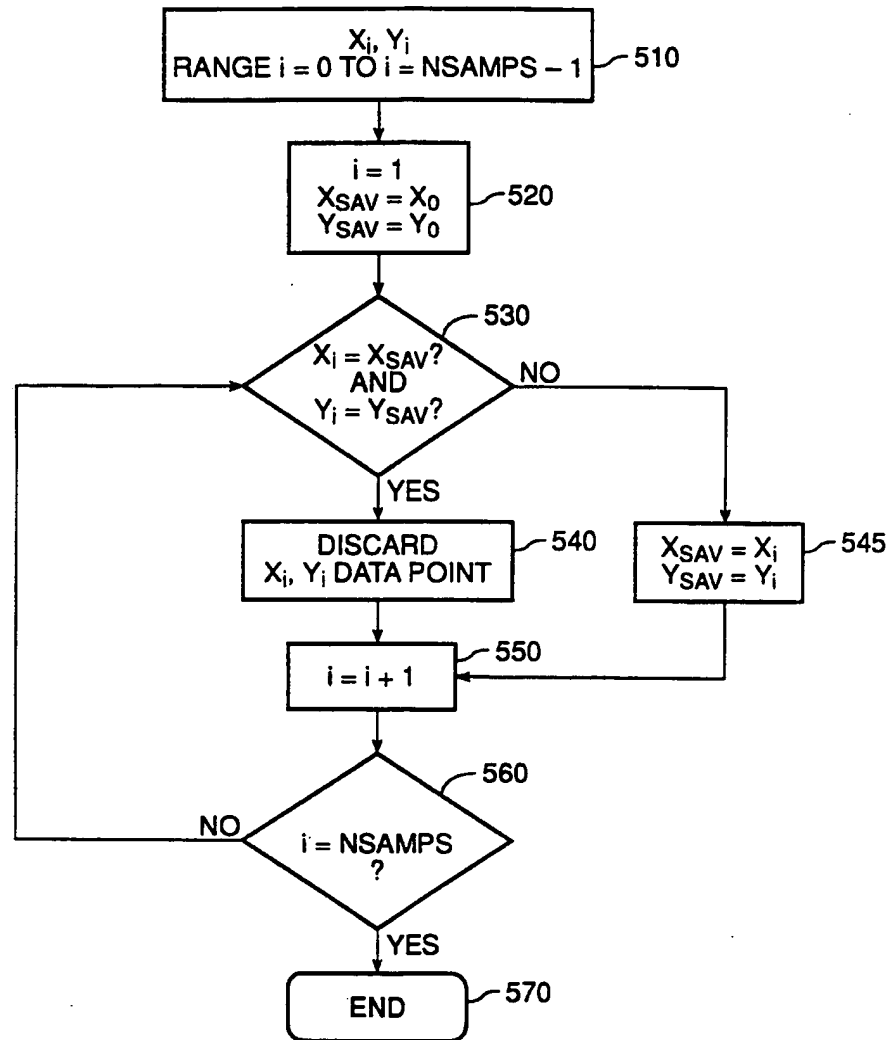 Xi, Yi
RANGE i = 0 TO i = NSAMPS – 1
510
i = 1
XSAV = X0
YSAV = Y0
520
530
Xi = XSAV?
AND
Yi = YSAV?
NO
YES
DISCARD
Xi, Yi DATA POINT
540
XSAV = Xi
YSAV = Yi
545
i = i + 1
550
560
i = NSAMPS
?
NO
YES
END
570